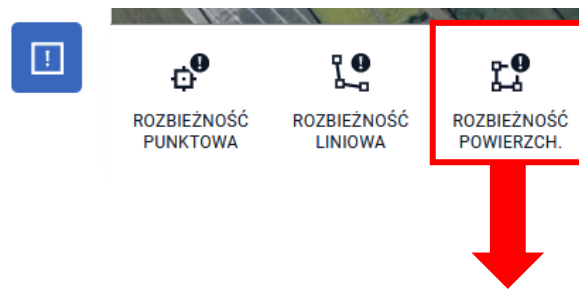 ROZBIEŻNOŚĆ
PUNKTOWA
ROZBIEŻNOŚĆ
LINIOWA
ROZBIEŻNOŚĆ
POWIERZCH.